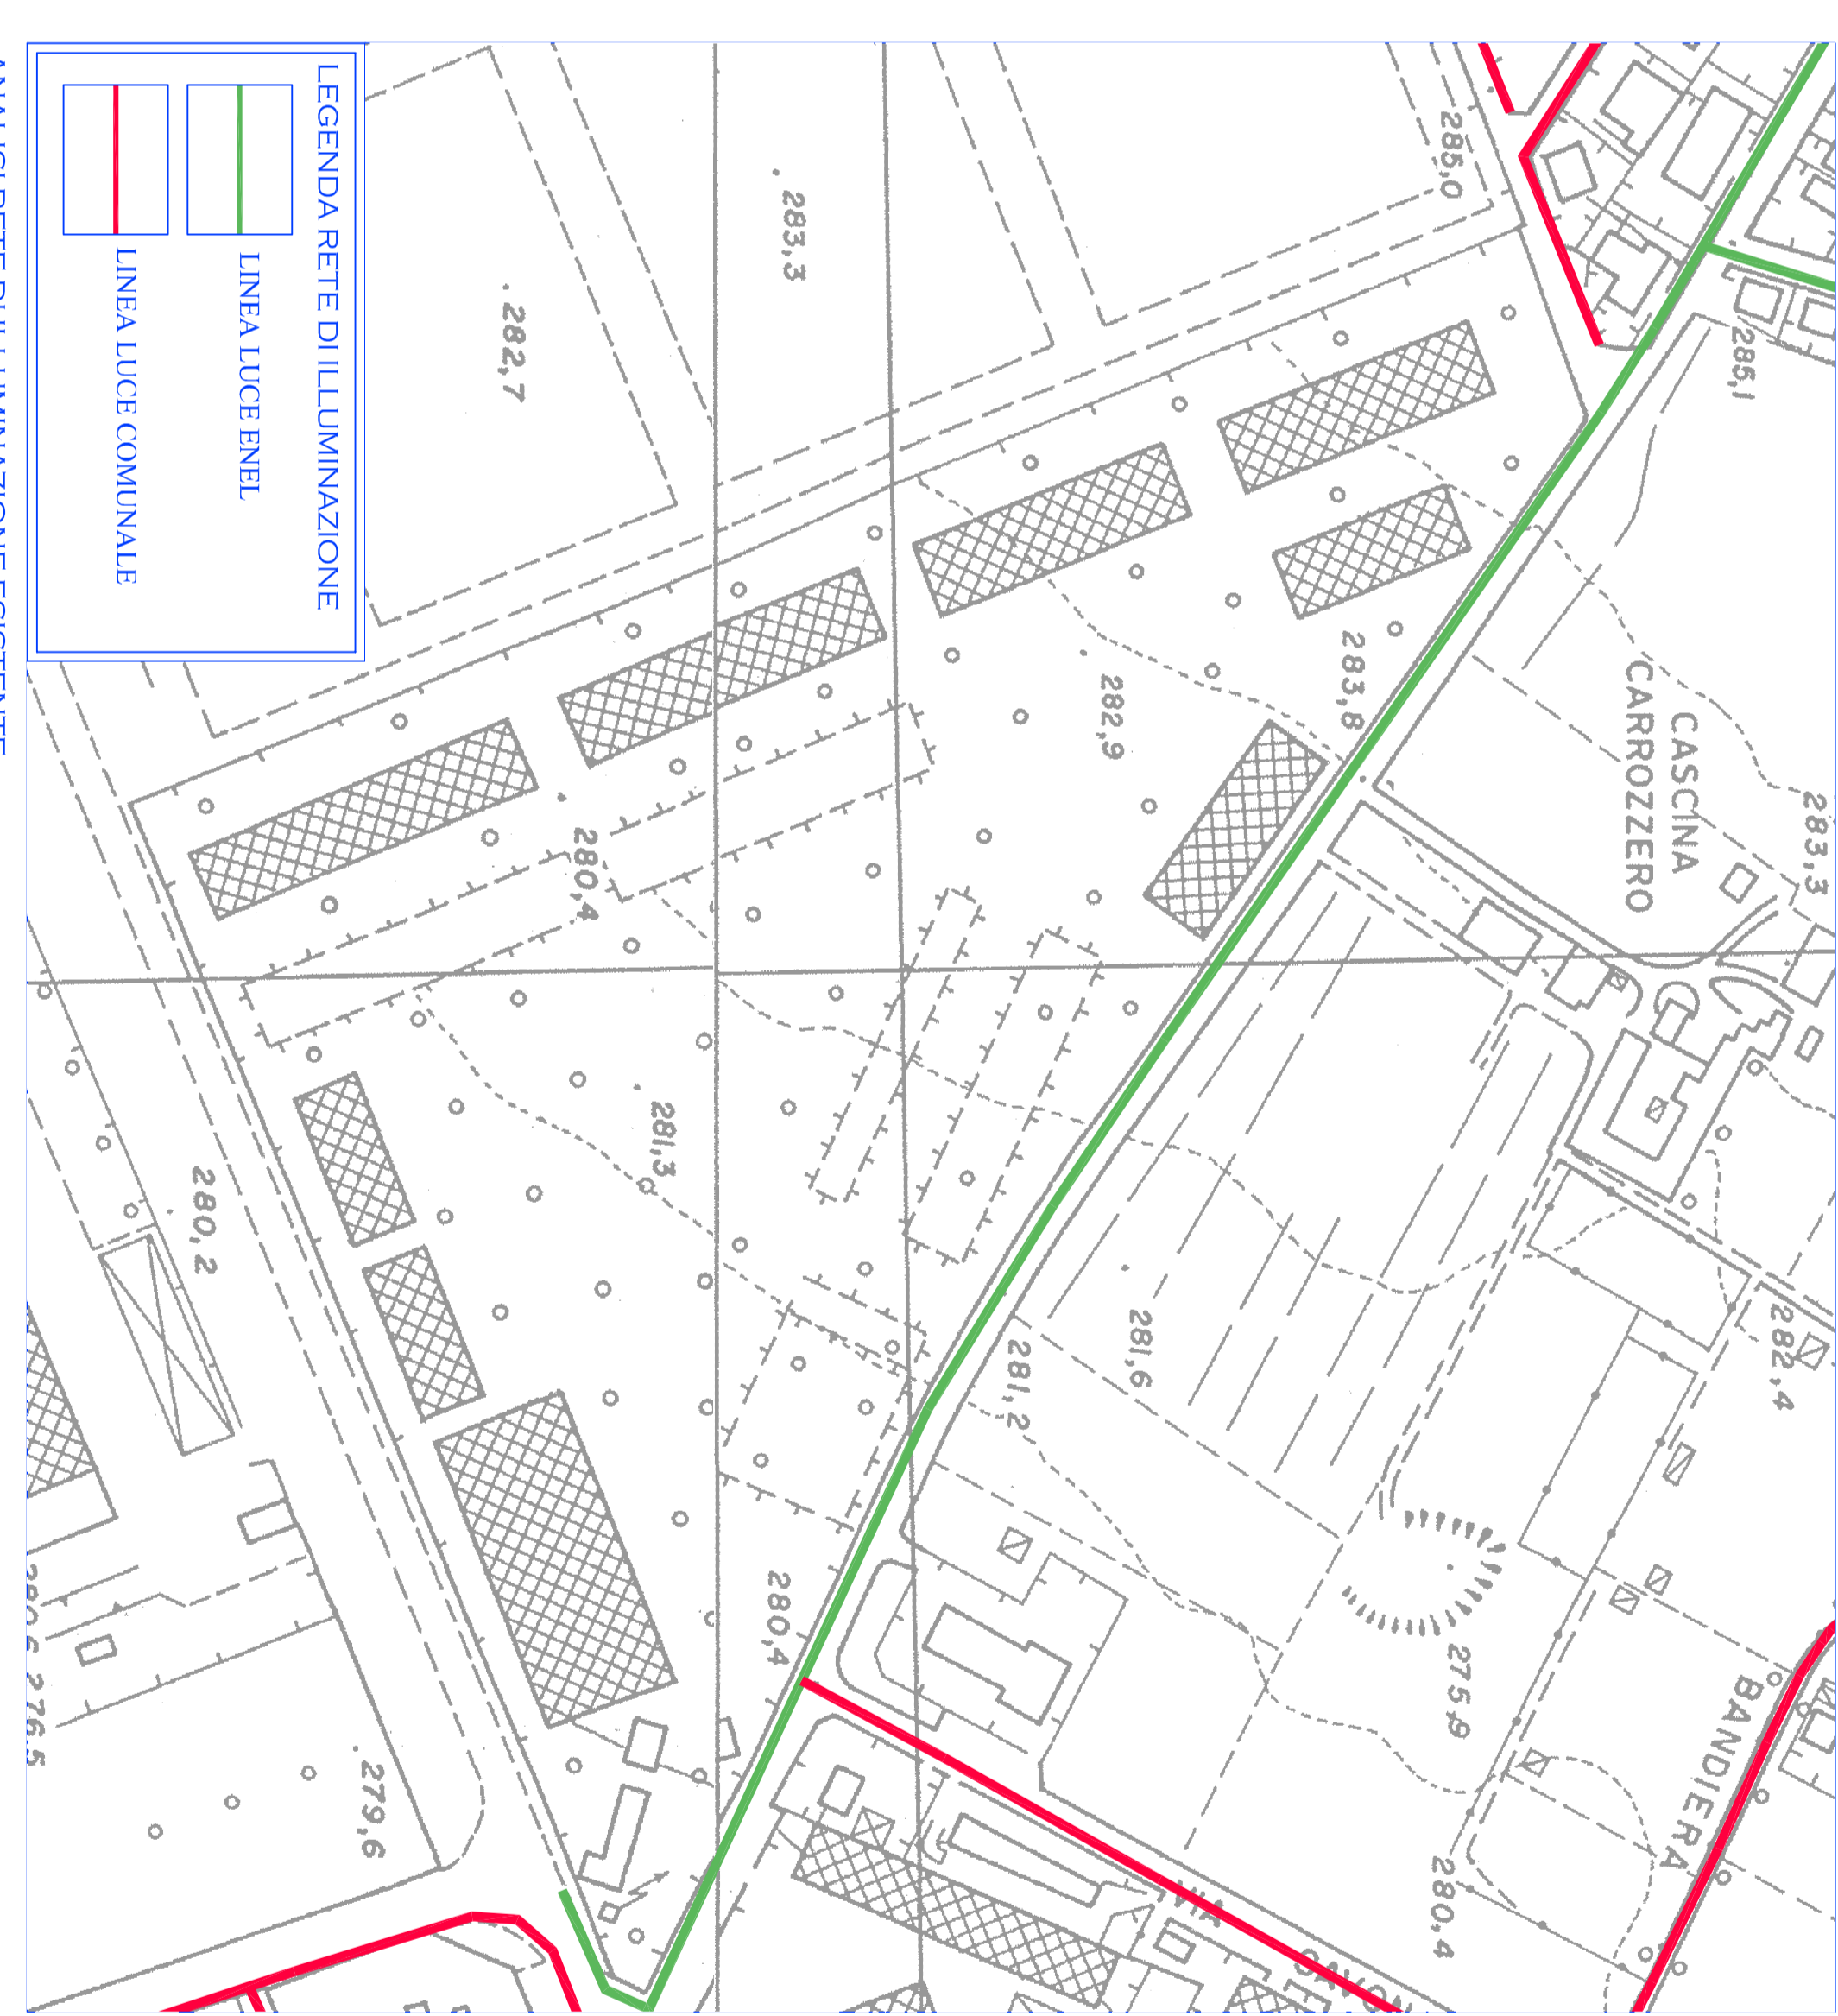 LEGENDA RETE DI ILLUMINAZIONE
LINEA LUCE ENEL
LINEA LUCE COMUNALE
285,0
283,3
282,7
285,1
283,8
282,9
CASCINA
CARROZZERO
283,3
280,4
281,3
280,2
281,6
281,2
282,4
280,4
275,9
BANDIERA
280,4
279,6
276,5
VIA